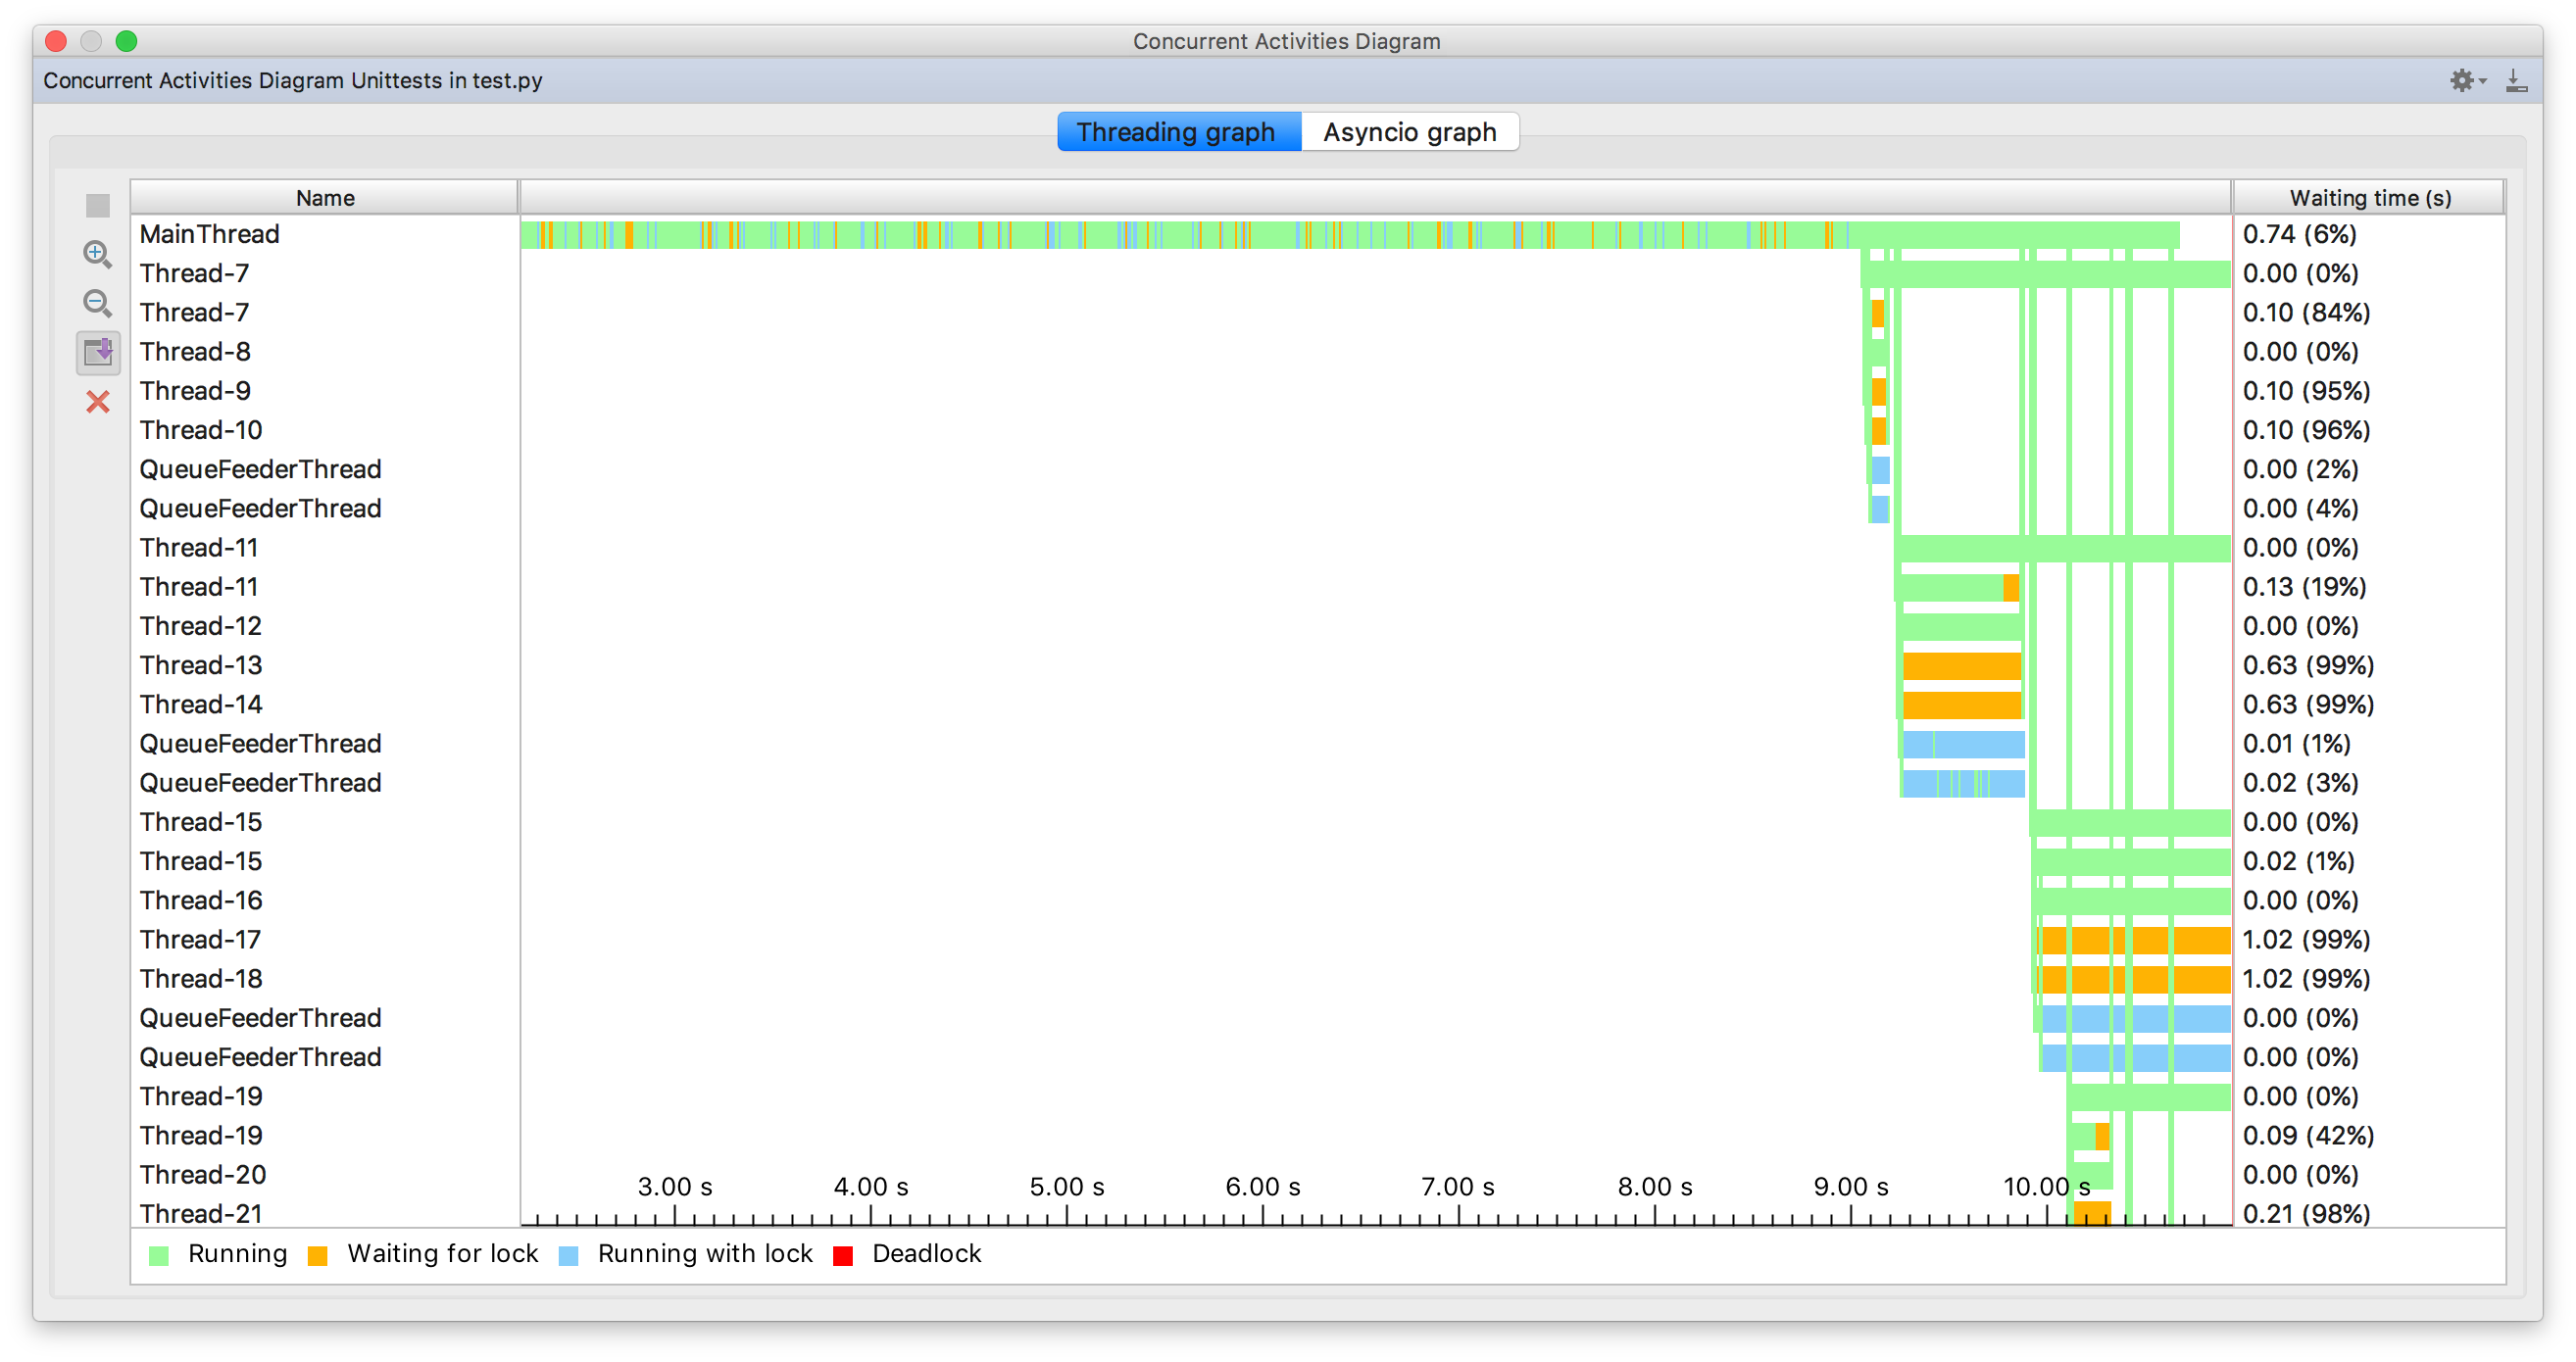 Concurrent Activities Diagram
Concurrent Activities Diagram Unittests in test.py
Threading graph Asyncio graph
Name Waiting time (s)
MainThread 0.74 (6%)
Thread-7 0.00 (0%)
Thread-7 0.10 (84%)
Thread-8 0.00 (0%)
Thread-9 0.10 (95%)
Thread-10 0.10 (96%)
QueueFeederThread 0.00 (2%)
QueueFeederThread 0.00 (4%)
Thread-11 0.00 (0%)
Thread-11 0.13 (19%)
Thread-12 0.00 (0%)
Thread-13 0.63 (99%)
Thread-14 0.63 (99%)
QueueFeederThread 0.01 (1%)
QueueFeederThread 0.02 (3%)
Thread-15 0.00 (0%)
Thread-15 0.02 (1%)
Thread-16 0.00 (0%)
Thread-17 1.02 (99%)
Thread-18 1.02 (99%)
QueueFeederThread 0.00 (0%)
QueueFeederThread 0.00 (0%)
Thread-19 0.00 (0%)
Thread-19 0.09 (42%)
Thread-20 0.00 (0%)
3.00 s 4.00 s 5.00 s 6.00 s 7.00 s 8.00 s 9.00 s 10.00 s
Thread-21 0.21 (98%)
Running Waiting for lock Running with lock Deadlock